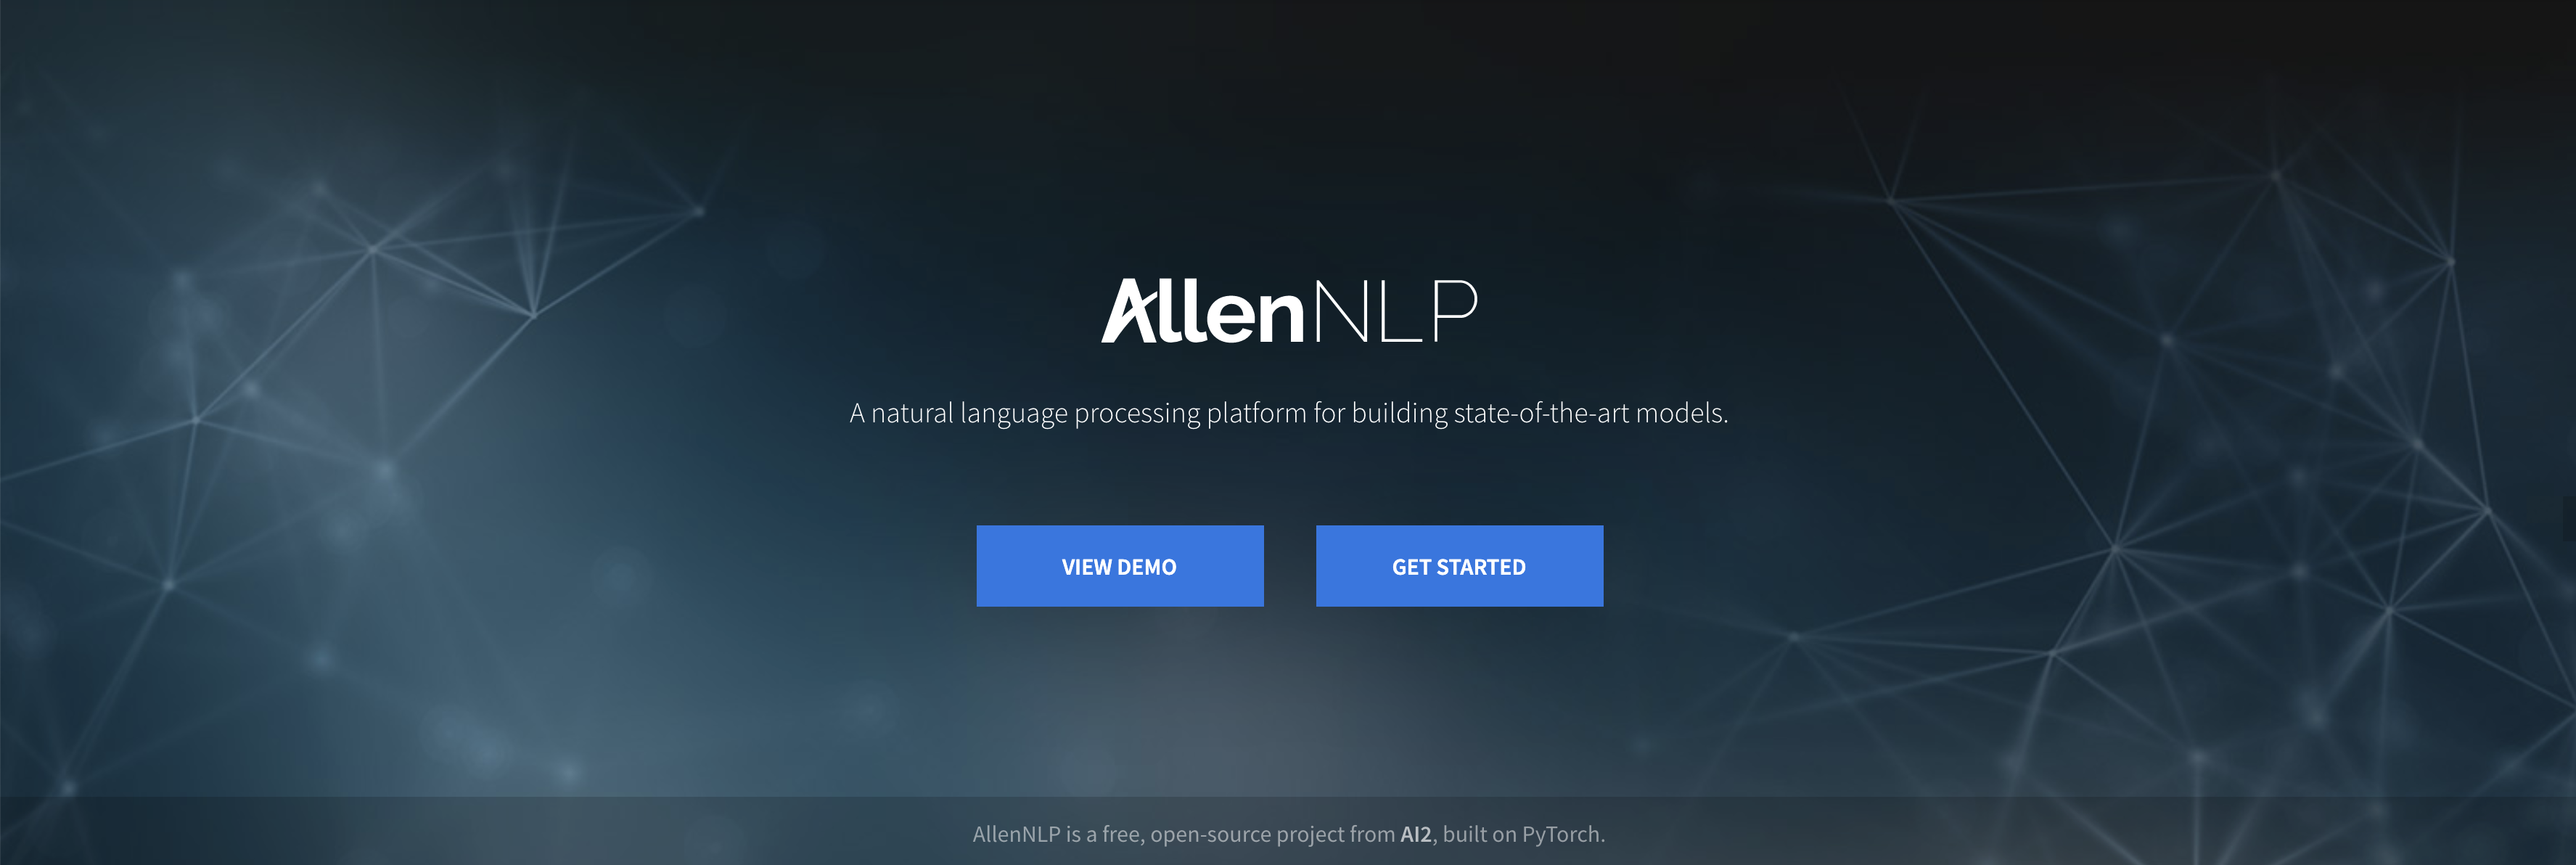 AllenNLP
A natural language processing platform for building state-of-the-art models.
VIEW DEMO
GET STARTED
AllenNLP is a free, open-source project from AI2, built on PyTorch.